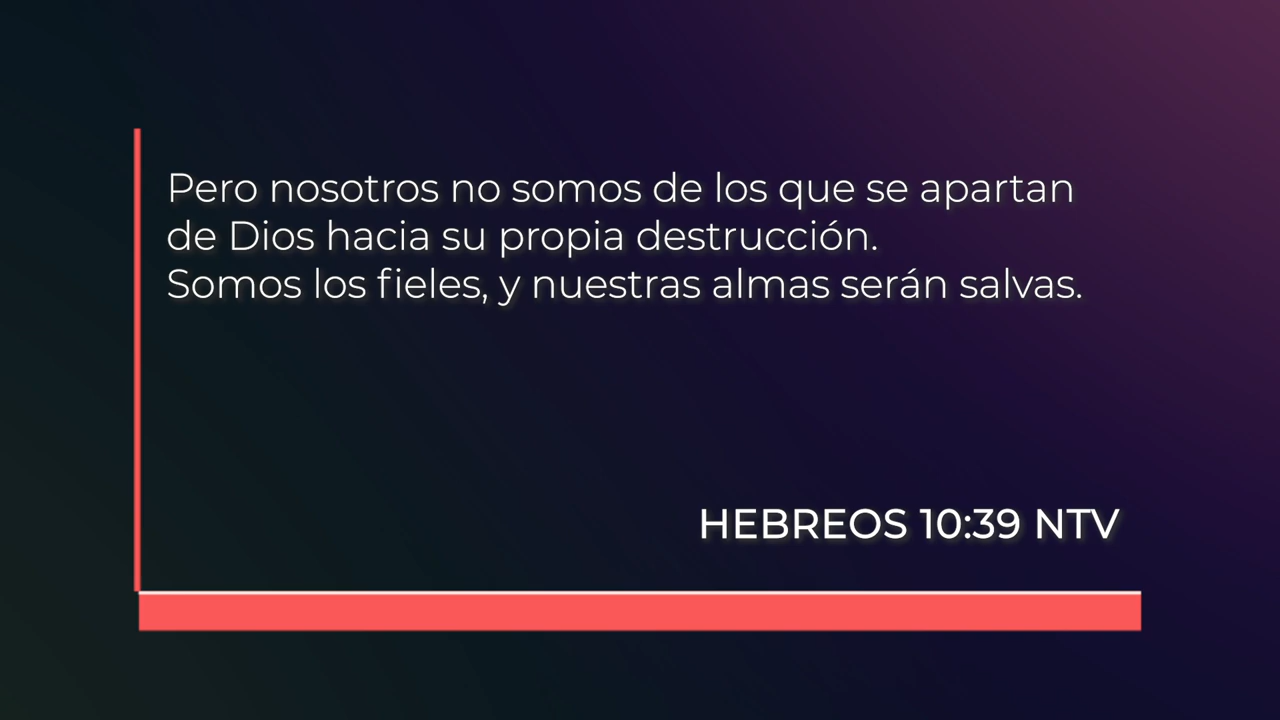 Pero nosotros no somos de los que se apartan
de Dios hacia su propia destrucción.
Somos los fieles, y nuestras almas serán salvas.
HEBREOS 10:39 NTV